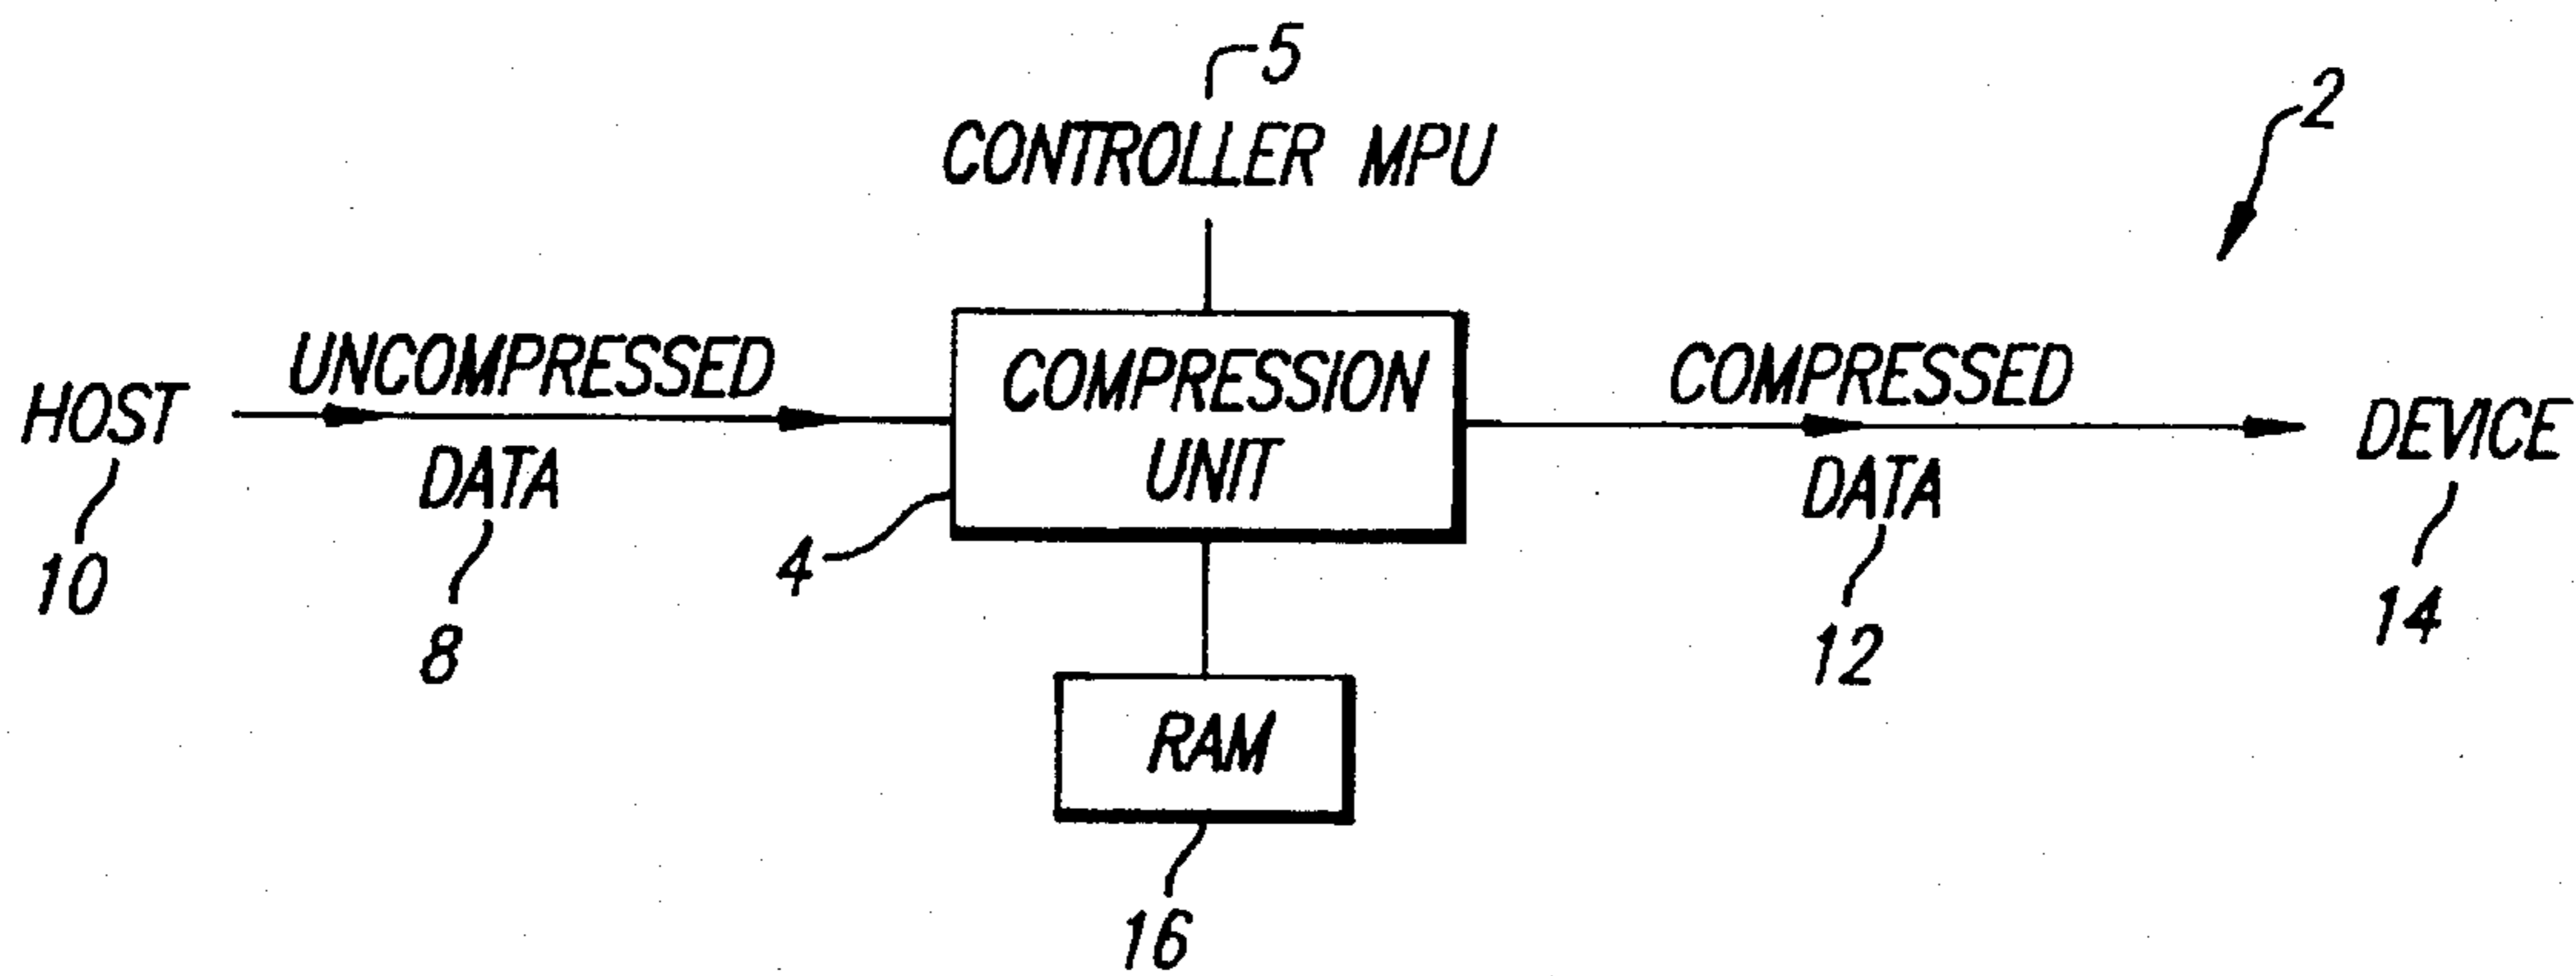 5
CONTROLLER MPU
2
HOST
10
UNCOMPRESSED
DATA
8
COMPRESSION
UNIT
4
COMPRESSED
DATA
12
DEVICE
14
RAM
16